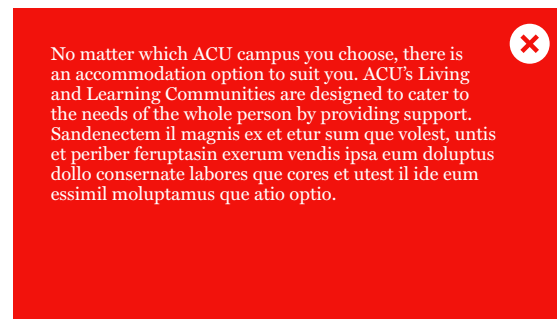 No matter which ACU campus you choose, there is
an accommodation option to suit you. ACU’s Living
and Learning Communities are designed to cater to
the needs of the whole person by providing support.
Sandenectem il magnis ex et etur sum que volest, untis
et periber feruptasin exerum vendis ipsa eum doluptus
dollo consernate labores que cores et utest il ide eum
essimil moluptamus que atio optio.